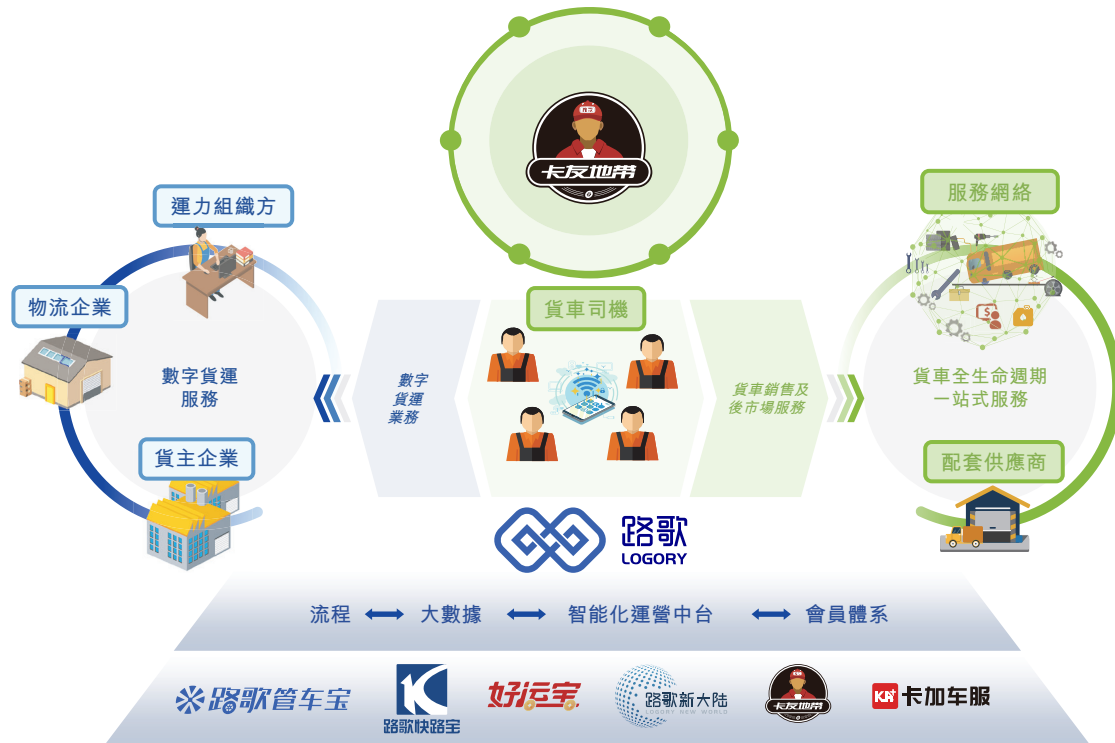 卡友地带
運力組織方
服務網絡
物流企業
貨車司機
數字貨運
服務
數字
貨運
業務
貨車銷售及
後市場服務
貨車全生命週期
一站式服務
貨主企業
配套供應商
路歌
LOGORY
流程
大數據
智能化運營中台
會員體系
路歌管车宝
路歌快路宝
好运宝
路歌新大陆
LOGORY NEW WORLD
卡友地带
卡加车服